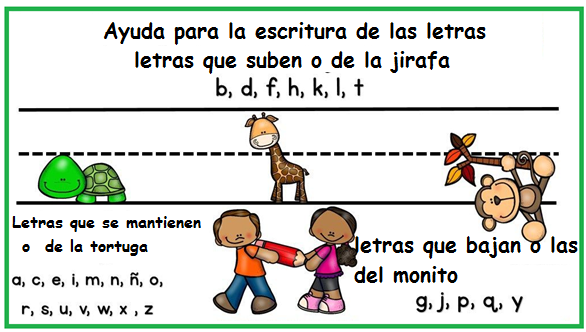 Ayuda para la escritura de las letras
letras que suben o de la jirafa
b, d, f, h, k, l, t
Letras que se mantienen
o de la tortuga
a, c, e, i, m, n, ñ, o,
r, s, u, v, w, x , z
letras que bajan o las
del monito
g, j, p, q, y